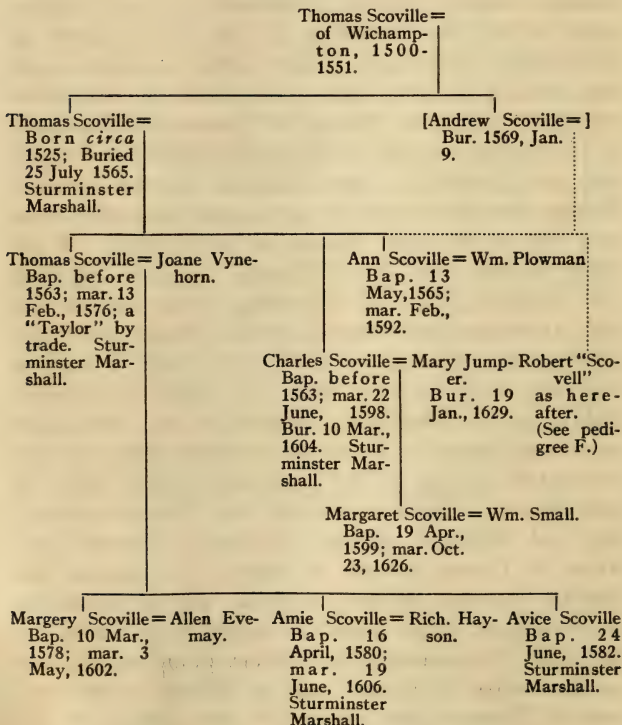 Thomas Scoville=
of Wichamp-
ton, 1500-
1551.
Thomas Scoville=
Born circa
1525; Buried
25 July 1565.
Sturminster
Marshall.
[Andrew Scoville= ]
Bur. 1569, Jan.
9.
Thomas Scoville= Joane Vyne-
Bap. before
horn.
1563; mar. 13
Feb., 1576; a
"Taylor" by
trade. Stur-
minster Mar-
shall.
Ann Scoville= Wm. Plowman
Bap. 13
May,1565;
mar. Feb.,
1592.
Charles Scoville= Mary Jump-
Bap. before
er.
1563; mar. 22
Bur. 19
June, 1598.
Jan., 1629.
Bur. 10 Mar.,
1604. Stur-
minster Mar-
shall.
Robert "Sco-
vell"
as here-
after.
(See pedi-
gree F.)
Margaret Scoville= Wm. Small.
Bap. 19 Apr.,
1599; mar. Oct.
23, 1626.
Margery Scoville= Allen Eve-
Bap. 10 Mar.,
may.
1578; mar. 3
May, 1602.
Amie Scoville= Rich. Hay-
Bap. 16
son.
April, 1580;
mar. 19
June, 1606.
Sturminster
Marshall.
Avice Scoville
Bap. 24
June, 1582.
Sturminster
Marshall.